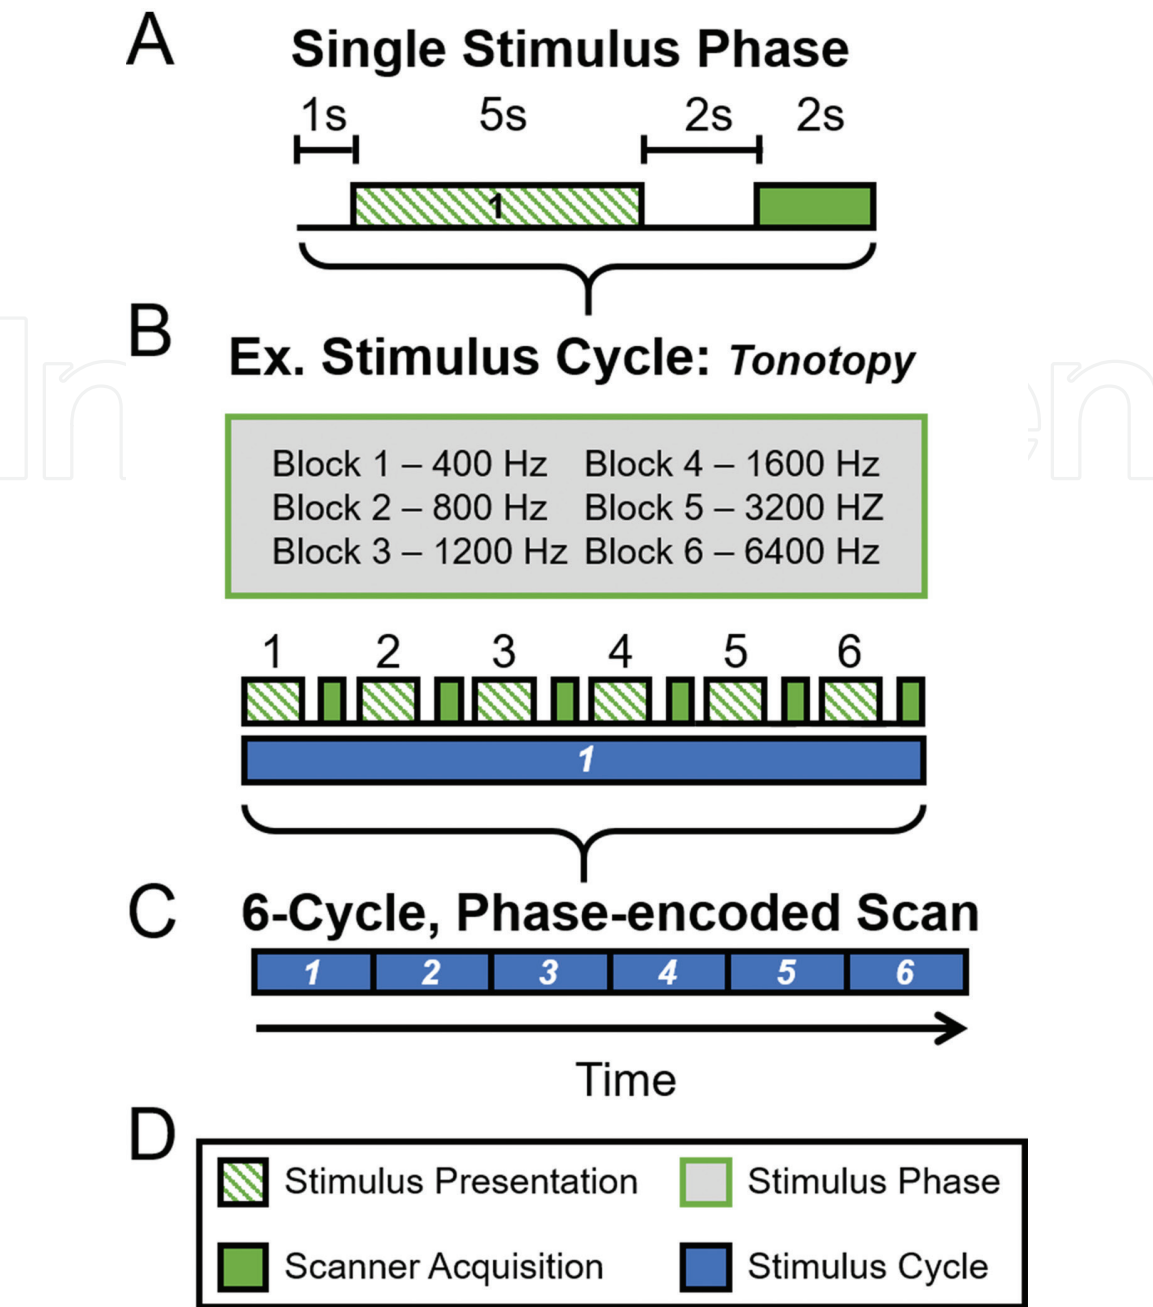 A
Single Stimulus Phase
1s 5s 2s 2s
1
B
Ex. Stimulus Cycle: Tonotopy
Block 1 – 400 Hz Block 4 – 1600 Hz
Block 2 – 800 Hz Block 5 – 3200 HZ
Block 3 – 1200 Hz Block 6 – 6400 Hz
1 2 3 4 5 6
1
C
6-Cycle, Phase-encoded Scan
1 2 3 4 5 6
Time
D
Stimulus Presentation Stimulus Phase
Scanner Acquisition Stimulus Cycle